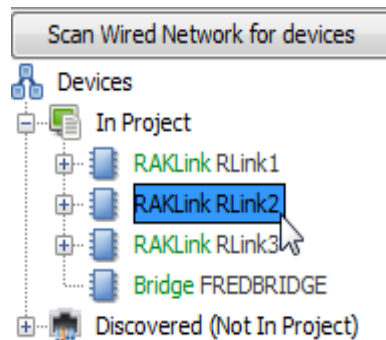 Scan Wired Network for devices
Devices
In Project
RAKLink RLink1
RAKLink RLink2
RAKLink RLink3
Bridge FREDBRIDGE
Discovered (Not In Project)